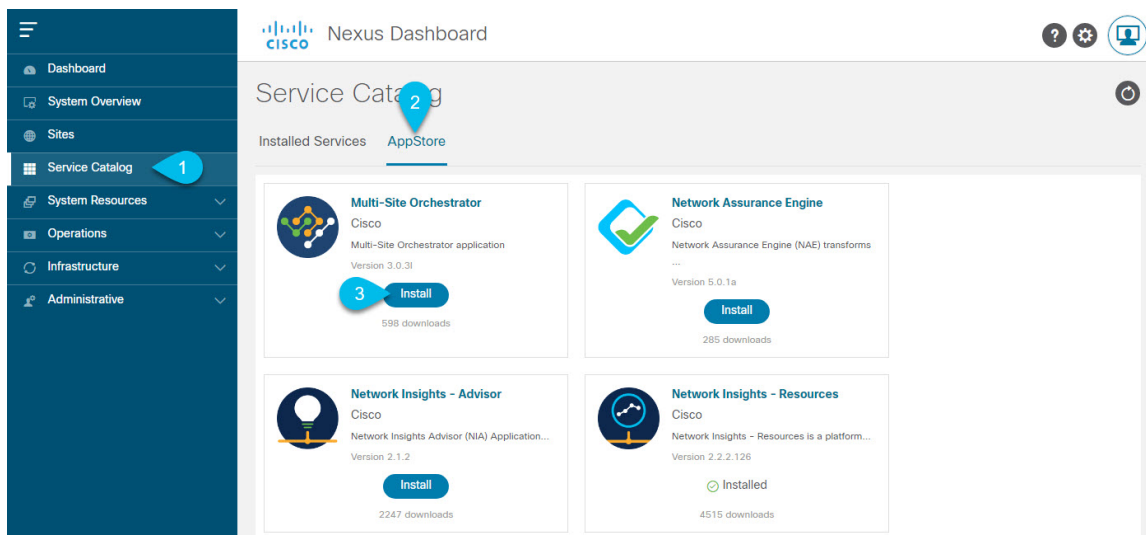 CISCO Nexus Dashboard
?
Dashboard
System Overview
Sites
Service Catalog 1
System Resources
Operations
Infrastructure
Administrative
Service Catalog
2
Installed Services AppStore
Multi-Site Orchestrator
Cisco
Multi-Site Orchestrator application
Version 3.0.3l
3 Install
598 downloads
Network Assurance Engine
Cisco
Network Assurance Engine (NAE) transforms
...
Version 5.0.1a
Install
285 downloads
Network Insights - Advisor
Cisco
Network Insights Advisor (NIA) Application...
Version 2.1.2
Install
2247 downloads
Network Insights - Resources
Cisco
Network Insights - Resources is a platform...
Version 2.2.2.126
Installed
4515 downloads